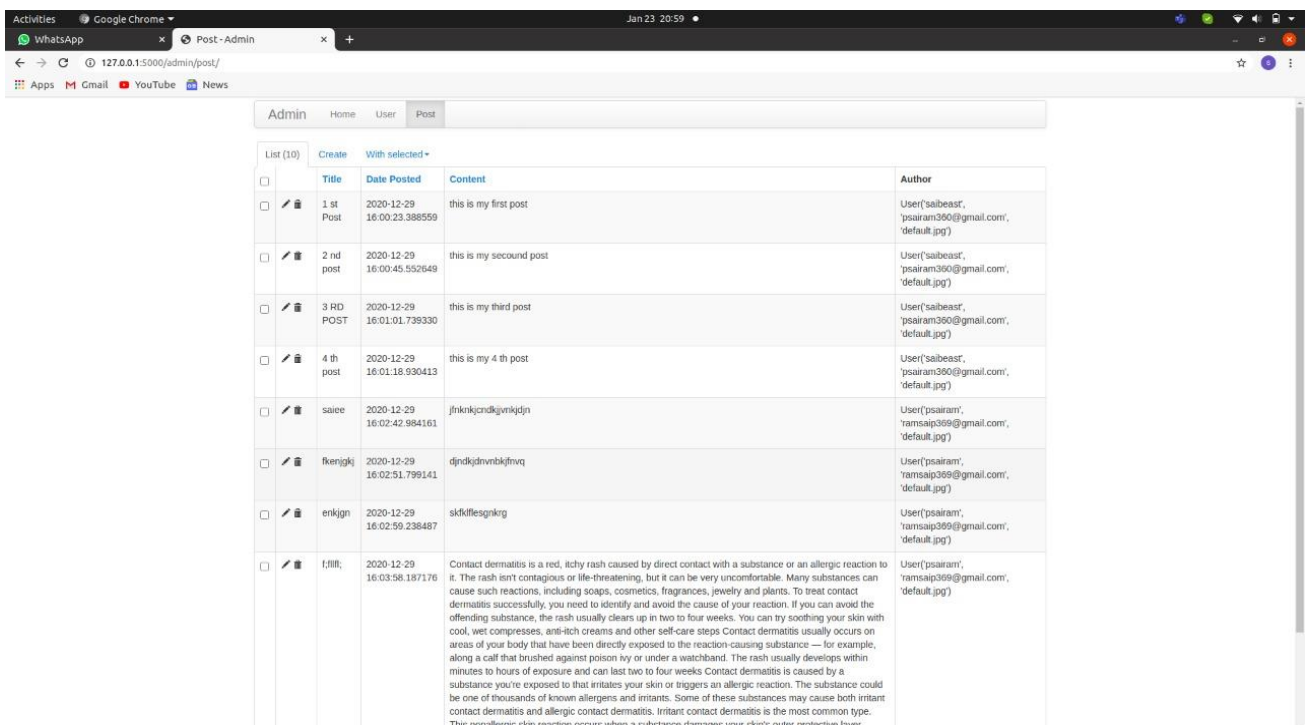 Activities Google Chrome Jan 23 20:59
WhatsApp Post - Admin
127.0.0.1:5000/admin/post/
Apps Gmail YouTube News
Admin Home User Post
List (10) Create With selected
Title Date Posted Content Author
1 st 2020-12-29 this is my first post User('saibeast',
Post 16:00:23.388559 'psairam360@gmail.com',
'default.jpg')
2 nd 2020-12-29 this is my secound post User('saibeast',
post 16:00:45.552649 'psairam360@gmail.com',
'default.jpg')
3 RD 2020-12-29 this is my third post User('saibeast',
POST 16:01:01.739330 'psairam360@gmail.com',
'default.jpg')
4 th 2020-12-29 this is my 4 th post User('saibeast',
post 16:01:18.930413 'psairam360@gmail.com',
'default.jpg')
saiee 2020-12-29 jfnknkjcndkjjvnkjdjn User('psairam',
16:02:42.984161 'ramsaip369@gmail.com',
'default.jpg')
fkenjgkj 2020-12-29 djndkjdnvnbkjfnvq User('psairam',
16:02:51.799141 'ramsaip369@gmail.com',
'default.jpg')
enkjgn 2020-12-29 skfklflesgnkrg User('psairam',
16:02:59.238487 'ramsaip369@gmail.com',
'default.jpg')
2020-12-29 Contact dermatitis is a red, itchy rash caused by direct contact with a substance or an allergic reaction to User('psairam',
16:03:58.187176 it. The rash isn't contagious or life-threatening, but it can be very uncomfortable. Many substances can 'ramsaip369@gmail.com',
cause such reactions, including soaps, cosmetics, fragrances, jewelry and plants. To treat contact 'default.jpg')
dermatitis successfully, you need to identify and avoid the cause of your reaction. If you can avoid the
offending substance, the rash usually clears up in two to four weeks. You can try soothing your skin with
cool, wet compresses, anti-itch creams and other self-care steps Contact dermatitis usually occurs on
areas of your body that have been directly exposed to the reaction-causing substance — for example,
along a calf that brushed against poison ivy or under a watchband. The rash usually develops within
minutes to hours of exposure and can last two to four weeks Contact dermatitis is caused by a
substance you're exposed to that irritates your skin or triggers an allergic reaction. The substance could
be one of thousands of known allergens and irritants. Some of these substances may cause both irritant
contact dermatitis and allergic contact dermatitis. Irritant contact dermatitis is the most common type.
This nonallergic skin reaction occurs when a substance damages your skin's outer protective layer